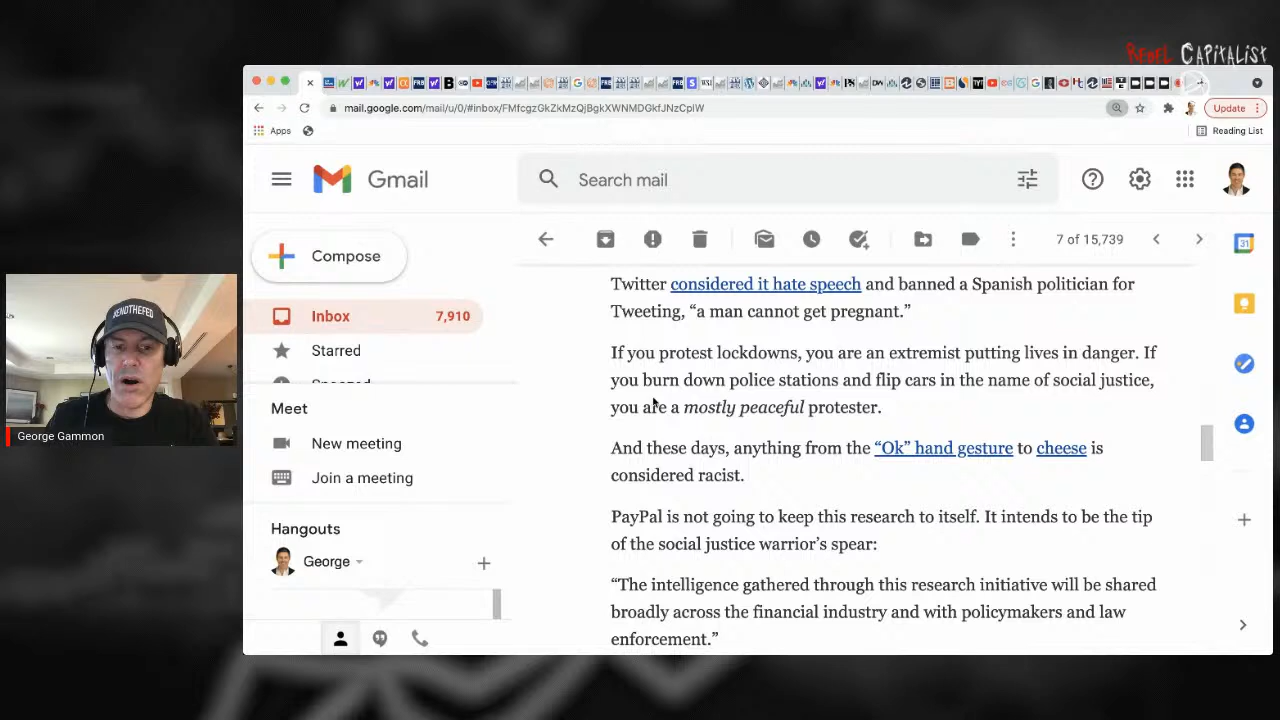 REBEL CAPITALIST
mail.google.com/mail/u/0/#inbox/FMfcgzGkZkMzQjBgkXWNMDGkfJNzCpIW
Update
Apps
Reading List
Gmail
Search mail
Compose
7 of 15,739
Inbox 7,910
Starred
Snoozed
Meet
New meeting
Join a meeting
Hangouts
George
Twitter considered it hate speech and banned a Spanish politician for
Tweeting, “a man cannot get pregnant.”
If you protest lockdowns, you are an extremist putting lives in danger. If
you burn down police stations and flip cars in the name of social justice,
you are a mostly peaceful protester.
And these days, anything from the “Ok” hand gesture to cheese is
considered racist.
PayPal is not going to keep this research to itself. It intends to be the tip
of the social justice warrior’s spear:
“The intelligence gathered through this research initiative will be shared
broadly across the financial industry and with policymakers and law
enforcement.”
31
#ENDTHEFED
George Gammon